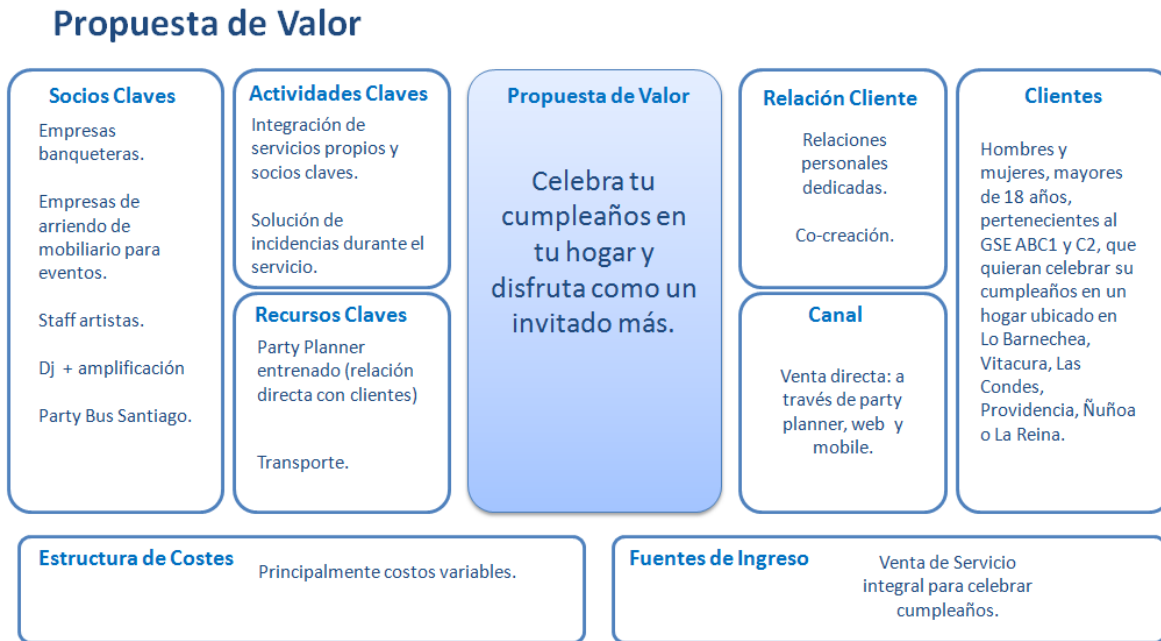 Propuesta de Valor
Socios Claves
Empresas
banqueteras.
Empresas de
arriendo de
mobiliario para
eventos.
Staff artistas.
Dj + amplificación
Party Bus Santiago.
Actividades Claves
Integración de
servicios propios y
socios claves.
Solución de
incidencias durante el
servicio.
Recursos Claves
Party Planner
entrenado (relación
directa con clientes)
Transporte.
Propuesta de Valor
Celebra tu
cumpleaños en
tu hogar y
disfruta como un
invitado más.
Relación Cliente
Relaciones
personales
dedicadas.
Co-creación.
Canal
Venta directa: a
través de party
planner, web y
mobile.
Clientes
Hombres y
mujeres, mayores
de 18 años,
pertenecientes al
GSE ABC1 y C2, que
quieran celebrar su
cumpleaños en un
hogar ubicado en
Lo Barnechea,
Vitacura, Las
Condes,
Providencia, Ñuñoa
o La Reina.
Estructura de Costes
Principalmente costos variables.
Fuentes de Ingreso
Venta de Servicio
integral para celebrar
cumpleaños.